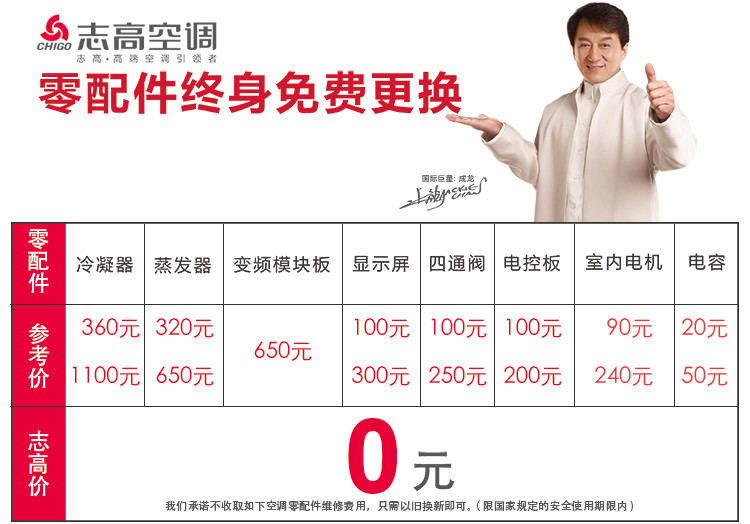 CHIGO 志高空调
志高·高端空调引领者
零配件终身免费更换
国际巨星：成龙
JACKIE CHAN
零配件 冷凝器 蒸发器 变频模块板 显示屏 四通阀 电控板 室内电机 电容
参考价 360元 320元 650元 100元 100元 100元 90元 20元
1100元 650元 300元 250元 200元 240元 50元
志高价 0元
我们承诺不收取如下空调零配件维修费用，只需以旧换新即可。（限国家规定的安全使用期限内）